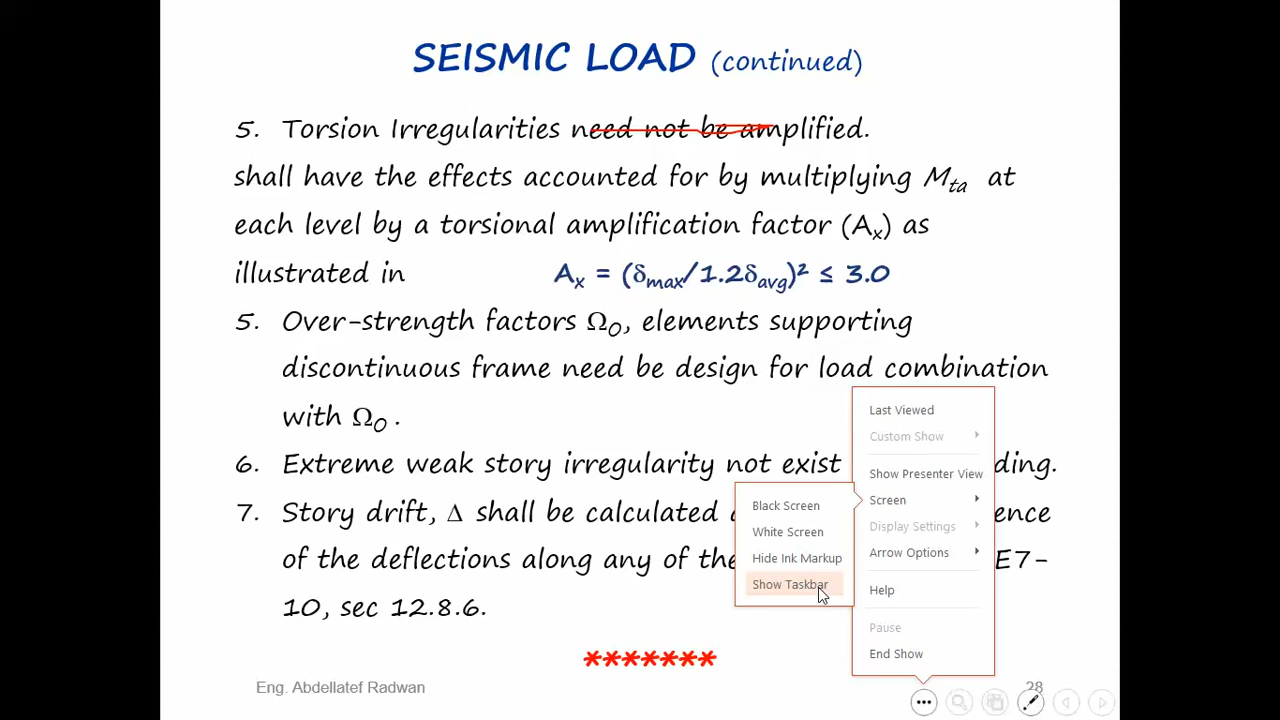 SEISMIC LOAD (continued)
5. Torsion Irregularities need not be amplified.
shall have the effects accounted for by multiplying Mta at
each level by a torsional amplification factor (Ax) as
illustrated in Ax = (δmax/1.2δavg)² ≤ 3.0
5. Over-strength factors ΩO, elements supporting
discontinuous frame need be design for load combination
with ΩO .
6. Extreme weak story irregularity not exist ding.
7. Story drift, Δ shall be calculated ence
of the deflections along any of the E7-
10, sec 12.8.6.
*******
Eng. Abdellatef Radwan
28
Last Viewed
Custom Show
Show Presenter View
Screen
Display Settings
Arrow Options
Help
Pause
End Show
Black Screen
White Screen
Hide Ink Markup
Show Taskbar